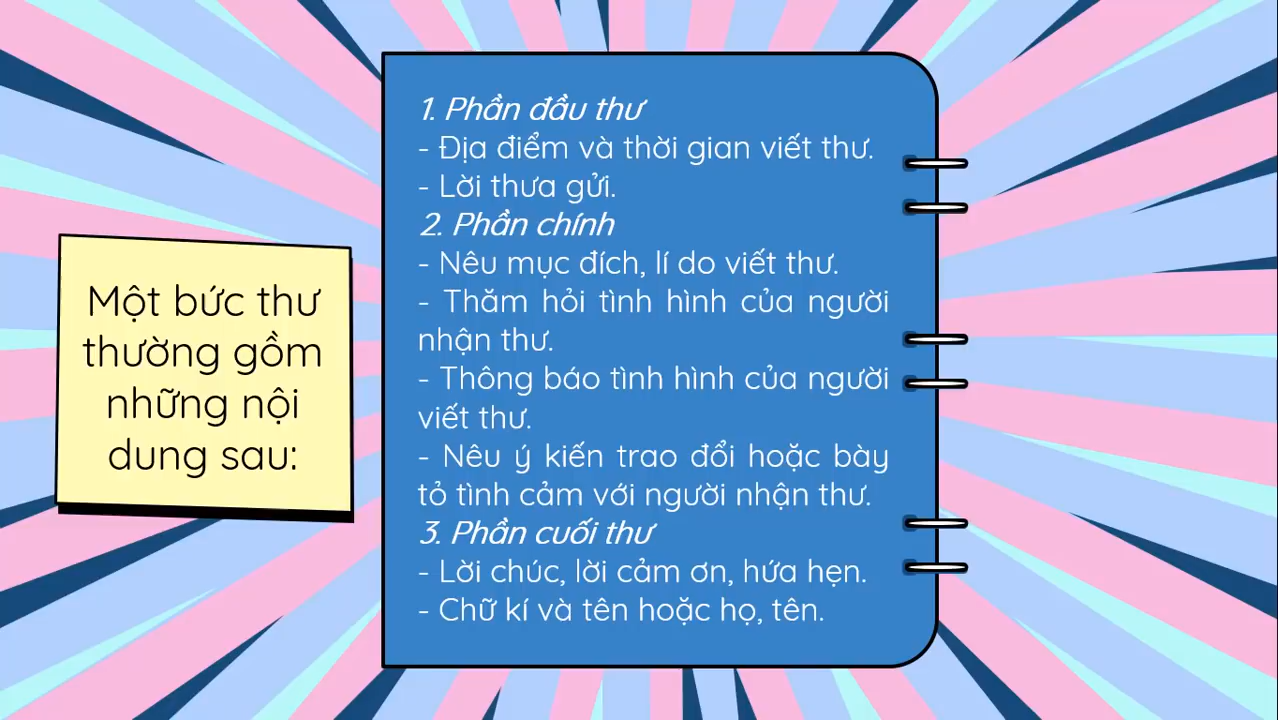 Một bức thư
thường gồm
những nội
dung sau:
1. Phần đầu thư
- Địa điểm và thời gian viết thư.
- Lời thưa gửi.
2. Phần chính
- Nêu mục đích, lí do viết thư.
- Thăm hỏi tình hình của người
nhận thư.
- Thông báo tình hình của người
viết thư.
- Nêu ý kiến trao đổi hoặc bày
tỏ tình cảm với người nhận thư.
3. Phần cuối thư
- Lời chúc, lời cảm ơn, hứa hẹn.
- Chữ kí và tên hoặc họ, tên.